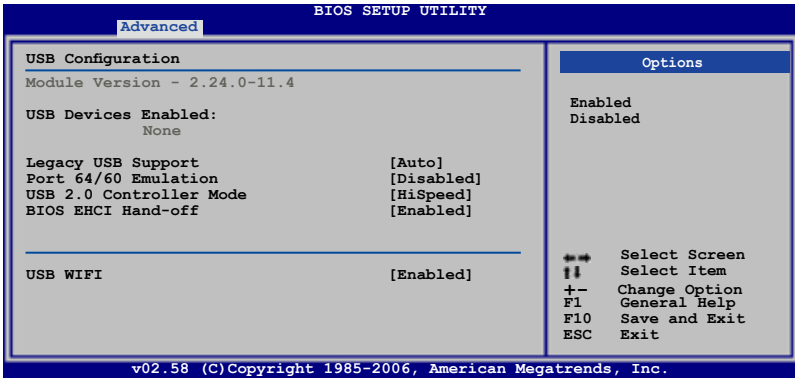 BIOS SETUP UTILITY
Advanced
USB Configuration
Module Version - 2.24.0-11.4
USB Devices Enabled:
None
Legacy USB Support [Auto]
Port 64/60 Emulation [Disabled]
USB 2.0 Controller Mode [HiSpeed]
BIOS EHCI Hand-off [Enabled]
USB WIFI [Enabled]
Options
Enabled
Disabled
←→ Select Screen
↑↓ Select Item
+- Change Option
F1 General Help
F10 Save and Exit
ESC Exit
v02.58 (C)Copyright 1985-2006, American Megatrends, Inc.